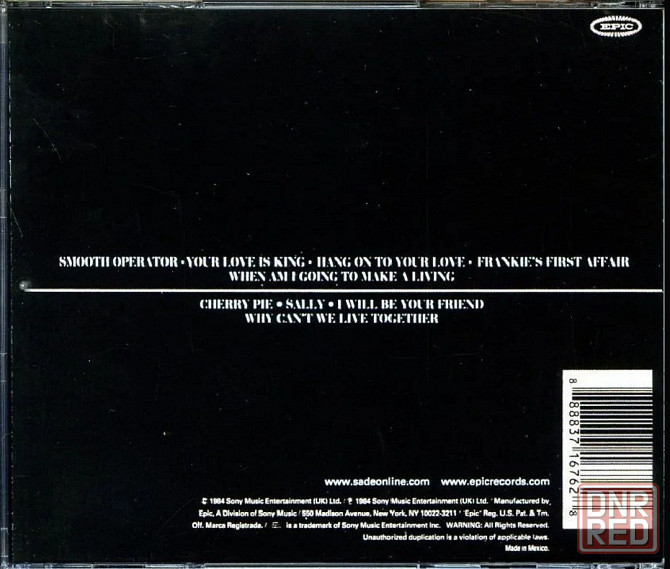 EPIC
SMOOTH OPERATOR • YOUR LOVE IS KING • HANG ON TO YOUR LOVE • FRANKIE'S FIRST AFFAIR
WHEN AM I GOING TO MAKE A LIVING
CHERRY PIE • SALLY • I WILL BE YOUR FRIEND
WHY CAN'T WE LIVE TOGETHER
8 88837 16762 8
www.sadeonline.com www.epicrecords.com
© 1984 Sony Music Entertainment (UK) Ltd. / ℗ 1984 Sony Music Entertainment (UK) Ltd. / Manufactured by
Epic, A Division of Sony Music / 550 Madison Avenue, New York, NY 10022-3211 / "Epic" Reg. U.S. Pat. & Tm.
Off. Marca Registrada. / is a trademark of Sony Music Entertainment Inc. WARNING: All Rights Reserved.
Unauthorized duplication is a violation of applicable laws.
Made in Mexico.
DNR
RED